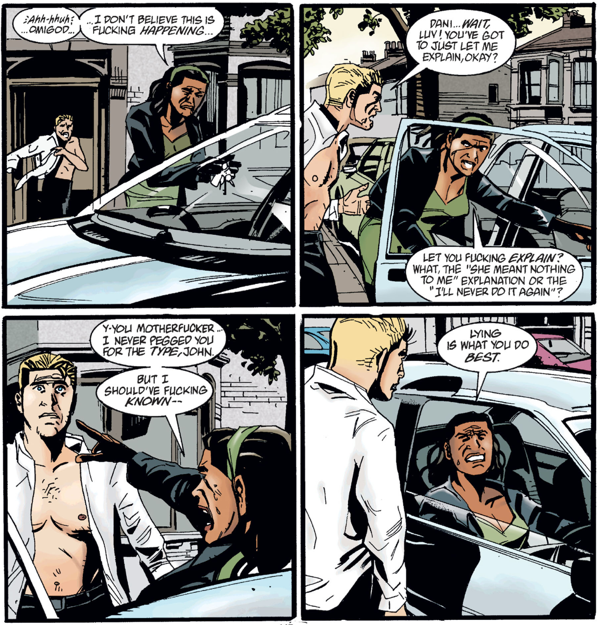 :Ahh-hhuh:
...OMIGOD...
...I DON'T BELIEVE THIS IS
FUCKING HAPPENING...
DANI... WAIT,
LUV! YOU'VE GOT
TO JUST LET ME
EXPLAIN, OKAY?
LET YOU FUCKING EXPLAIN?
WHAT, THE "SHE MEANT NOTHING
TO ME" EXPLANATION OR THE
"I'LL NEVER DO IT AGAIN"?
Y-YOU MOTHERFUCKER...
I NEVER PEGGED YOU
FOR THE TYPE, JOHN.
BUT I
SHOULD'VE FUCKING
KNOWN--
LYING
IS WHAT YOU DO
BEST.